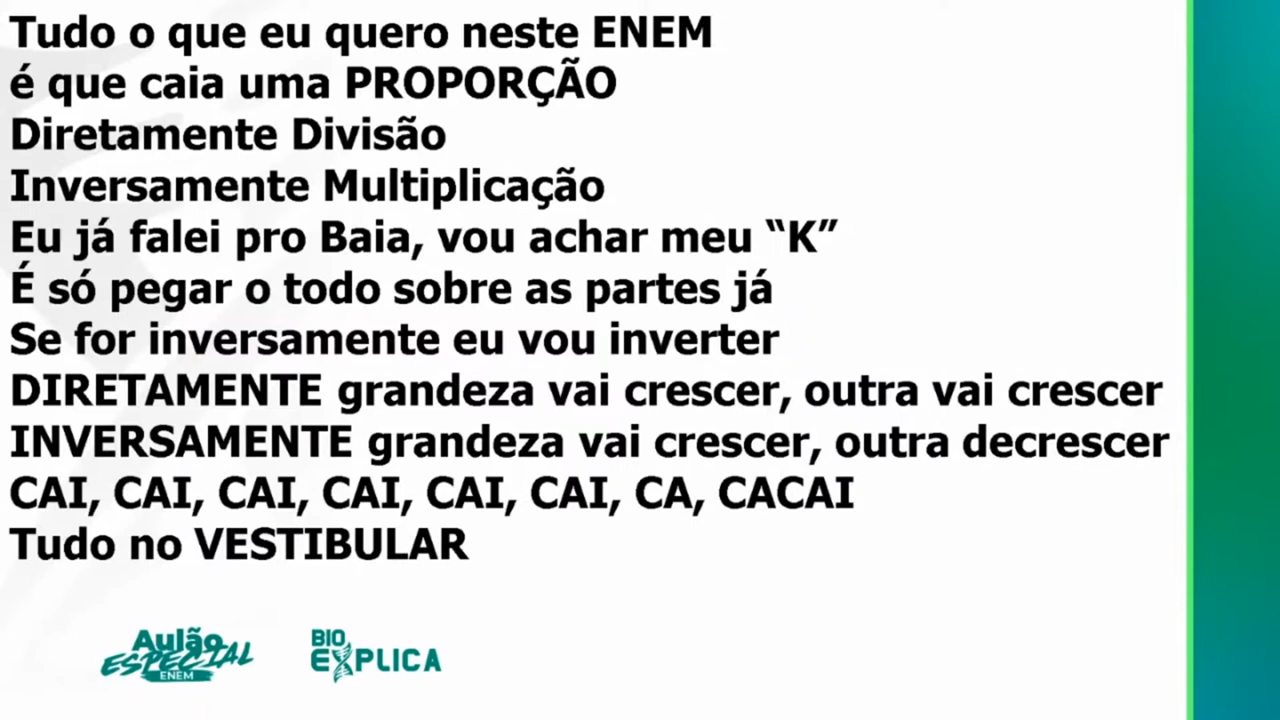 Tudo o que eu quero neste ENEM
é que caia uma PROPORÇÃO
Diretamente Divisão
Inversamente Multiplicação
Eu já falei pro Baia, vou achar meu “K”
É só pegar o todo sobre as partes já
Se for inversamente eu vou inverter
DIRETAMENTE grandeza vai crescer, outra vai crescer
INVERSAMENTE grandeza vai crescer, outra decrescer
CAI, CAI, CAI, CAI, CAI, CAI, CA, CACAI
Tudo no VESTIBULAR
Aulão
ESPECIAL
ENEM
BIO
EXPLICA